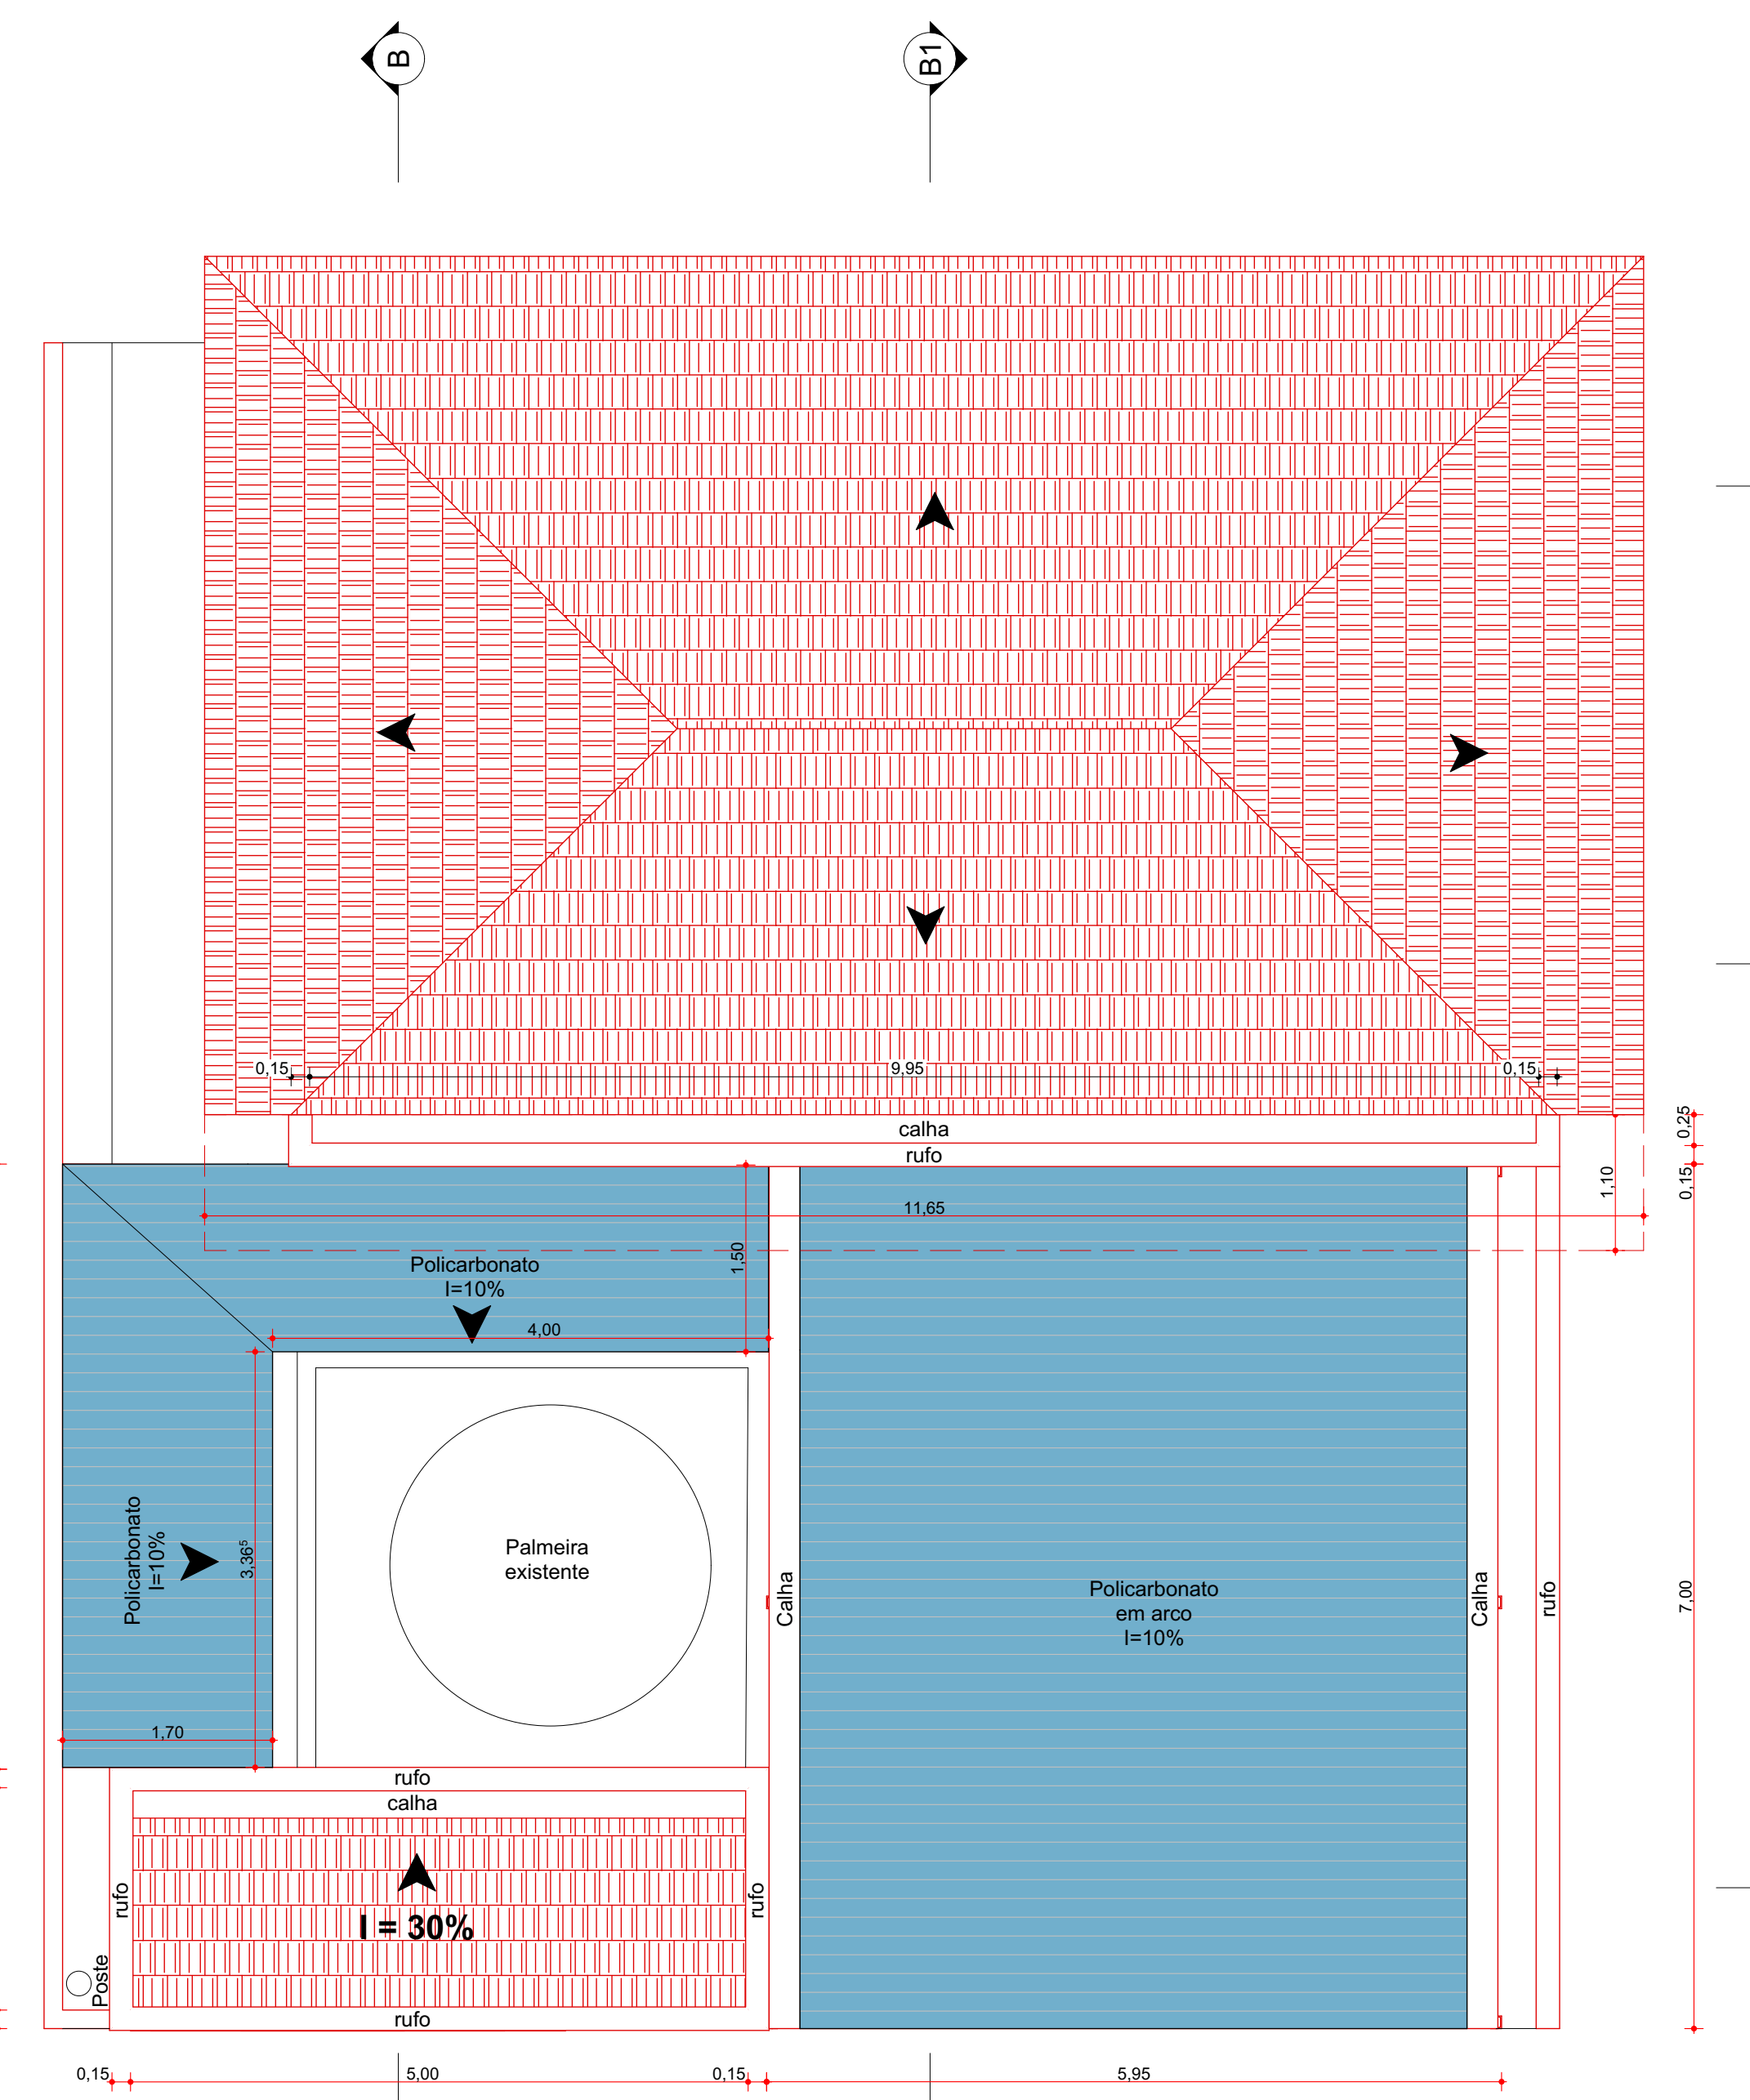 B
B1
0,15
9,95
0,15
calha
rufo
0,25
0,15
1,10
11,65
1,50
Policarbonato
I=10%
4,00
Policarbonato
I=10%
3,36⁵
Palmeira
existente
Calha
Policarbonato
em arco
I=10%
Calha
rufo
7,00
1,70
rufo
calha
rufo
I = 30%
rufo
Poste
rufo
0,15
5,00
0,15
5,95